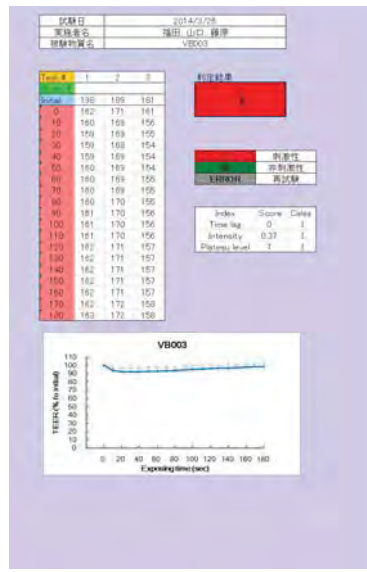 試験日 2014/3/26
実施者名 福田 山口 藤原
被験物質名 VB003
Test # 1 2 3
Initial 198 189 161
0 162 171 161
10 160 169 156
20 159 169 155
30 159 168 154
40 159 169 154
50 160 169 154
60 160 169 155
70 160 169 155
80 160 170 155
90 161 170 156
100 161 170 156
110 161 170 156
120 162 171 157
130 162 171 157
140 162 171 157
150 162 171 157
160 162 171 157
170 162 172 158
180 163 172 158
判定結果
刺激性
非刺激性
ERROR 再試験
Index Score Cales
Time lag 0 1
Intensity 0.37 1
Plateau level 7 1
VB003
TEER (% to initial)
110
100
90
80
70
60
50
40
30
20
10
0
0 20 40 60 80 100 120 140 160 180
Exposing time (sec)